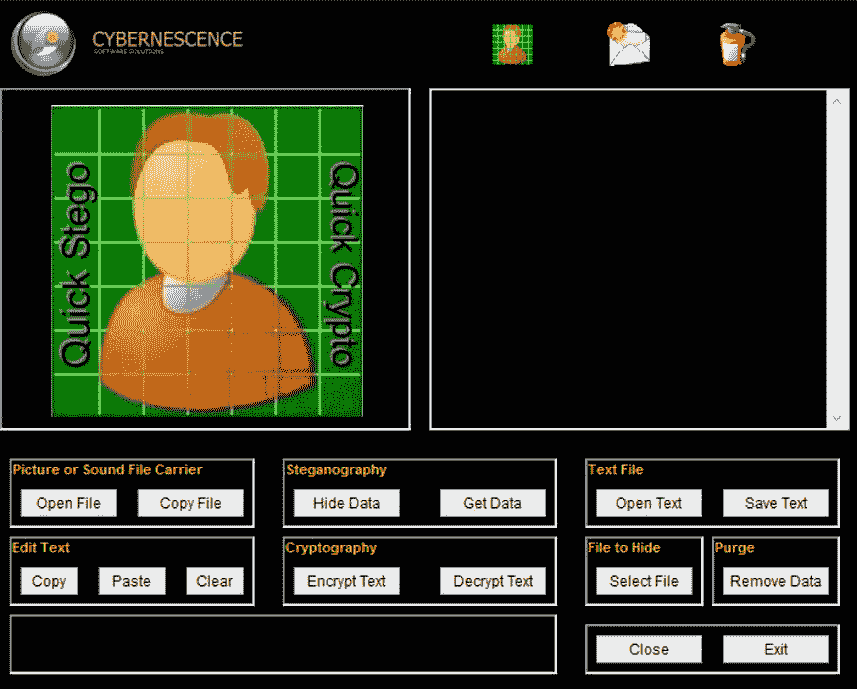 CYBERNESCENCE
SOFTWARE SOLUTIONS
Quick Stego
Quick Crypto
Picture or Sound File Carrier
Open File
Copy File
Steganography
Hide Data
Get Data
Text File
Open Text
Save Text
Edit Text
Copy
Paste
Clear
Cryptography
Encrypt Text
Decrypt Text
File to Hide
Select File
Purge
Remove Data
Close
Exit